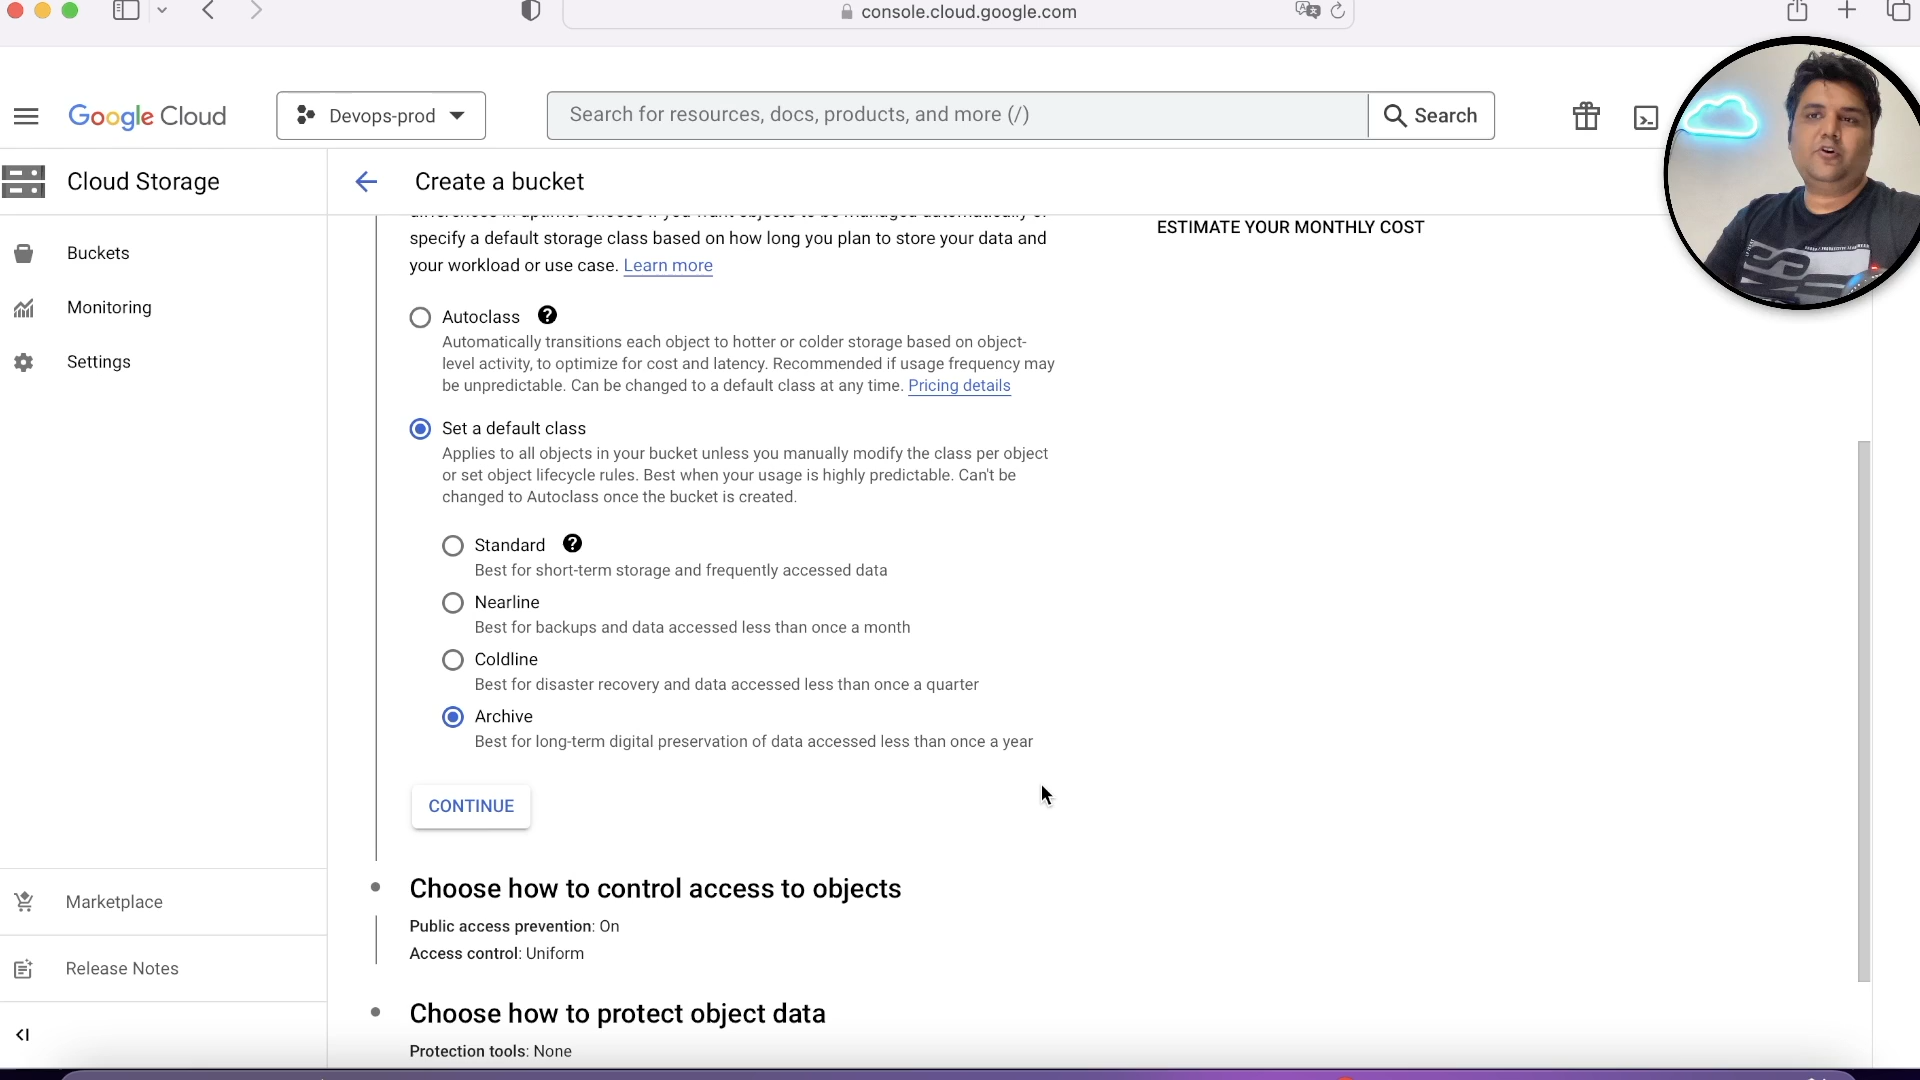 console.cloud.google.com
Google Cloud
Devops-prod
Search for resources, docs, products, and more (/)
Search
Cloud Storage
Create a bucket
Buckets
Monitoring
Settings
Marketplace
Release Notes
specify a default storage class based on how long you plan to store your data and
your workload or use case. Learn more
ESTIMATE YOUR MONTHLY COST
Autoclass
Automatically transitions each object to hotter or colder storage based on object-
level activity, to optimize for cost and latency. Recommended if usage frequency may
be unpredictable. Can be changed to a default class at any time. Pricing details
Set a default class
Applies to all objects in your bucket unless you manually modify the class per object
or set object lifecycle rules. Best when your usage is highly predictable. Can't be
changed to Autoclass once the bucket is created.
Standard
Best for short-term storage and frequently accessed data
Nearline
Best for backups and data accessed less than once a month
Coldline
Best for disaster recovery and data accessed less than once a quarter
Archive
Best for long-term digital preservation of data accessed less than once a year
CONTINUE
Choose how to control access to objects
Public access prevention: On
Access control: Uniform
Choose how to protect object data
Protection tools: None